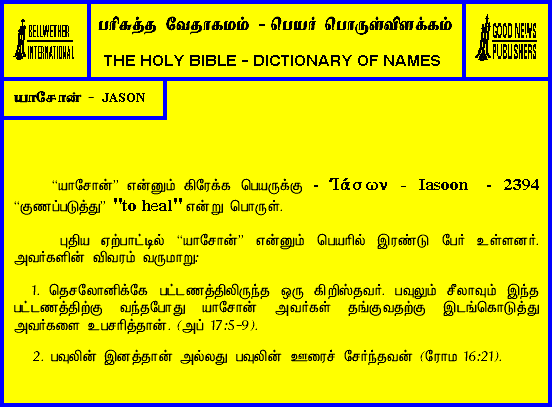 BELLWETHER
INTERNATIONAL
பரிசுத்த வேதாகமம் - பெயர் பொருள்விளக்கம்
THE HOLY BIBLE - DICTIONARY OF NAMES
GOOD NEWS
PUBLISHERS
யாசோன் - JASON
“யாசோன்” என்னும் கிரேக்க பெயருக்கு - Ἰάσων - Iasoon - 2394
“குணப்படுத்து” "to heal" என்று பொருள்.
புதிய ஏற்பாட்டில் “யாசோன்” என்னும் பெயரில் இரண்டு பேர் உள்ளனர்.
அவர்களின் விவரம் வருமாறு:
1. தெசலோனிக்கே பட்டணத்திலிருந்த ஒரு கிறிஸ்தவர். பவுலும் சீலாவும் இந்த
பட்டணத்திற்கு வந்தபோது யாசோன் அவர்கள் தங்குவதற்கு இடங்கொடுத்து
அவர்களை உபசரித்தான். (அப் 17:5-9).
2. பவுலின் இனத்தான் அல்லது பவுலின் ஊரைச் சேர்ந்தவன் (ரோம 16:21).